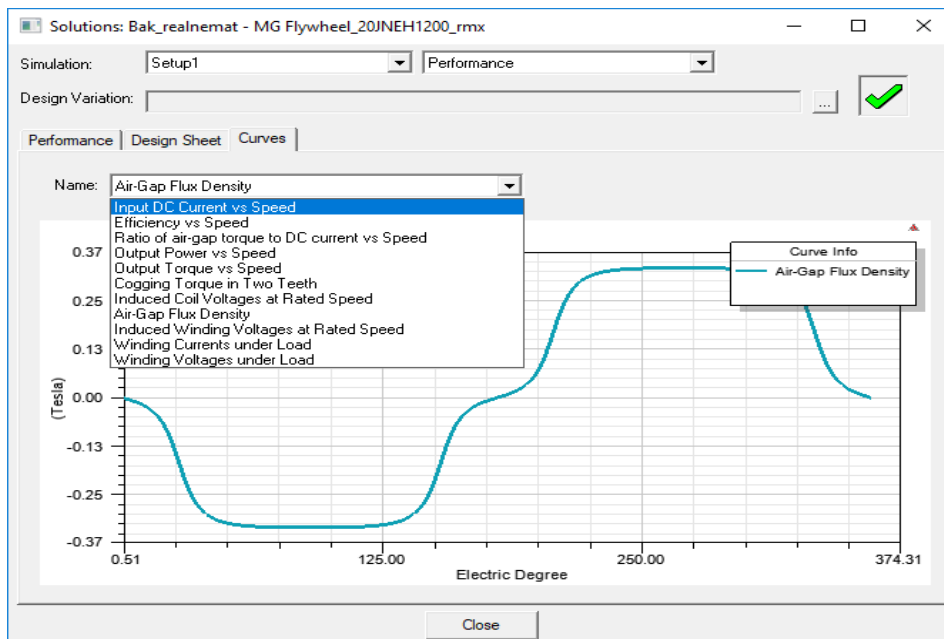 Solutions: Bak_realnemat - MG Flywheel_20JNEH1200_rmx
Simulation: Setup1 Performance
Design Variation: ...
Performance Design Sheet Curves
Name: Air-Gap Flux Density
Input DC Current vs Speed
Efficiency vs Speed
Ratio of air-gap torque to DC current vs Speed
Output Power vs Speed
Output Torque vs Speed
Cogging Torque in Two Teeth
Induced Coil Voltages at Rated Speed
Air-Gap Flux Density
Induced Winding Voltages at Rated Speed
Winding Currents under Load
Winding Voltages under Load
Curve Info
Air-Gap Flux Density
0.37
0.25
0.13
0.00
-0.13
-0.25
-0.37
(Tesla)
0.51 125.00 250.00 374.31
Electric Degree
Close